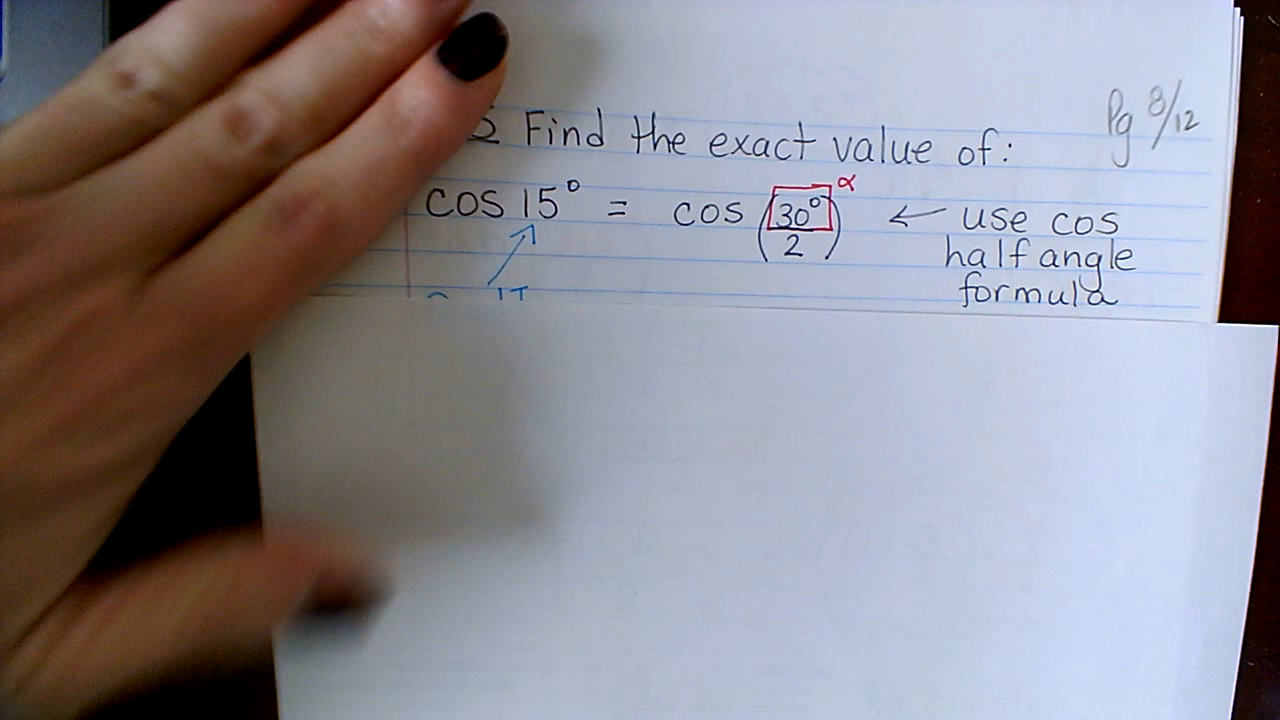 Pg 8/12
Find the exact value of:
cos 15° = cos (30°/2) α ← use cos
half angle
formula